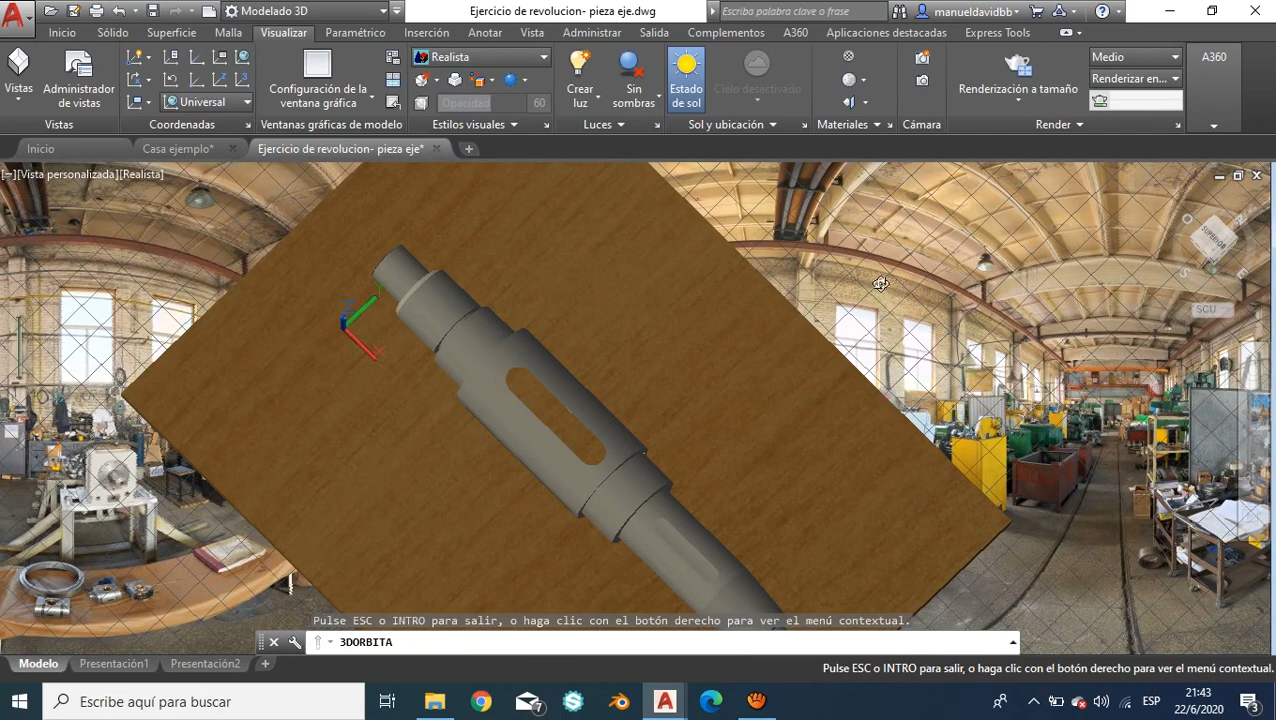 Modelado 3D
Ejercicio de revolucion- pieza eje.dwg
Escriba palabra clave o frase
manueldavidbb
Inicio Sólido Superficie Malla Visualizar Paramétrico Inserción Anotar Vista Administrar Salida Complementos A360 Aplicaciones destacadas Express Tools
Vistas
Administrador
de vistas
Universal
Configuración de la
ventana gráfica
Realista
Opacidad 60
Crear
luz
Sin
sombras
Estado
de sol
Cielo desactivado
Renderización a tamaño
Medio
Renderizar en...
A360
Vistas Coordenadas Ventanas gráficas de modelo Estilos visuales Luces Sol y ubicación Materiales Cámara Render
Inicio Casa ejemplo* Ejercicio de revolucion- pieza eje*
[−][Vista personalizada][Realista]
SUPERIOR
O
S
E
SCU
Z
X
Pulse ESC o INTRO para salir, o haga clic con el botón derecho para ver el menú contextual.
3DORBITA
Modelo Presentación1 Presentación2
Pulse ESC o INTRO para salir, o haga clic con el botón derecho para ver el menú contextual.
Escribe aquí para buscar
7
ESP
21:43
22/6/2020
3